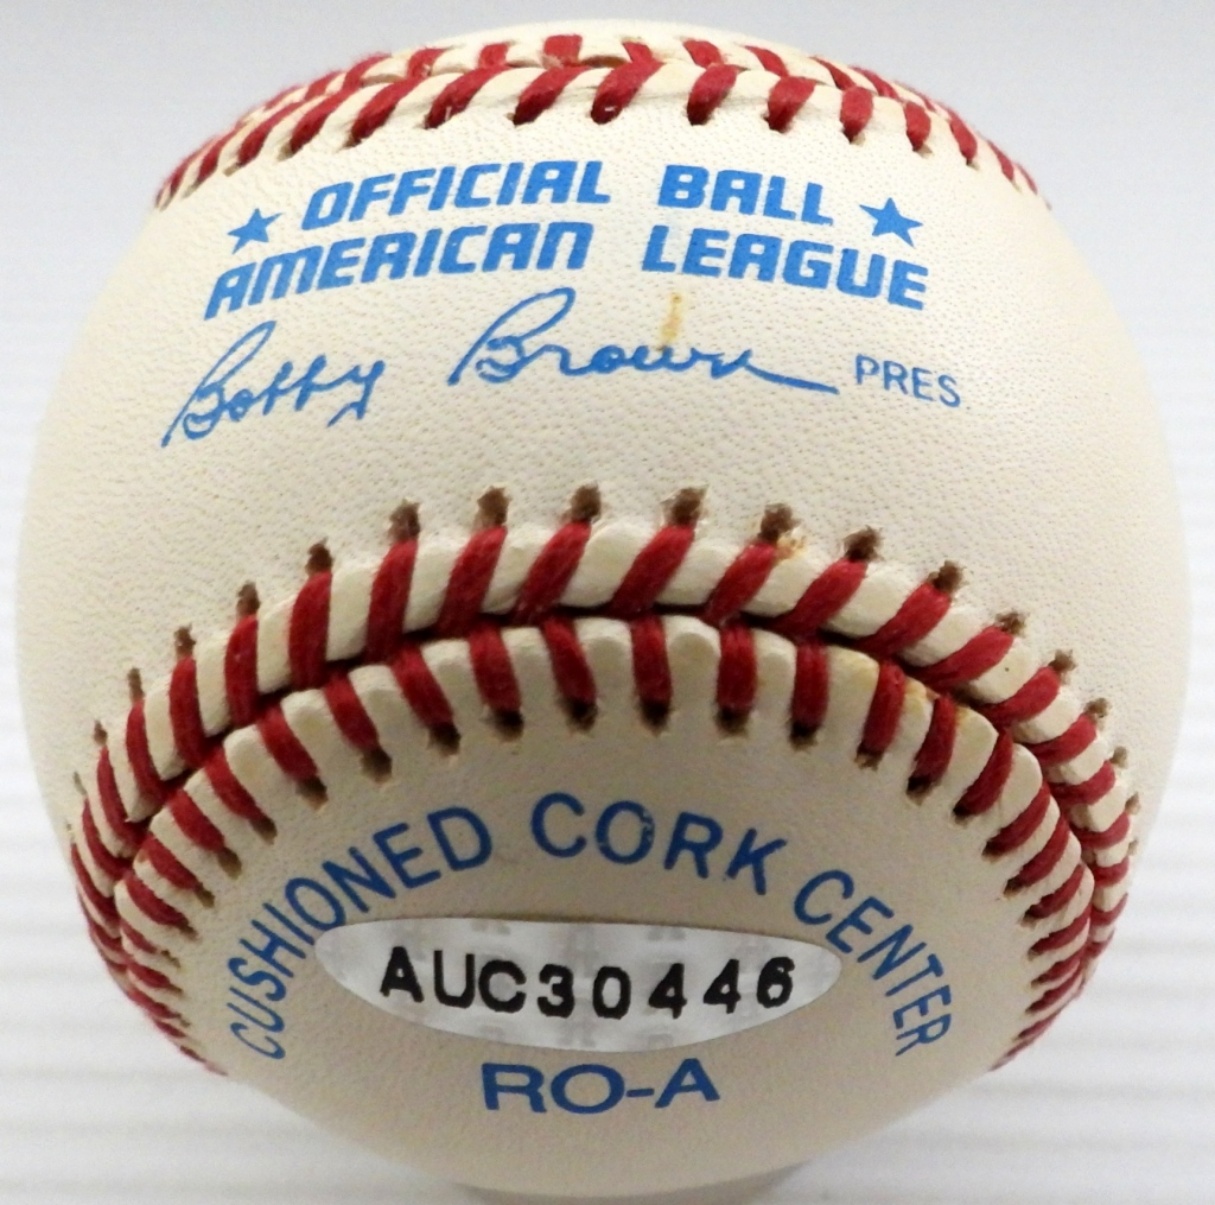 ★ OFFICIAL BALL ★
AMERICAN LEAGUE
Bobby Brown PRES.
CUSHIONED CORK CENTER
AUC30446
RO-A